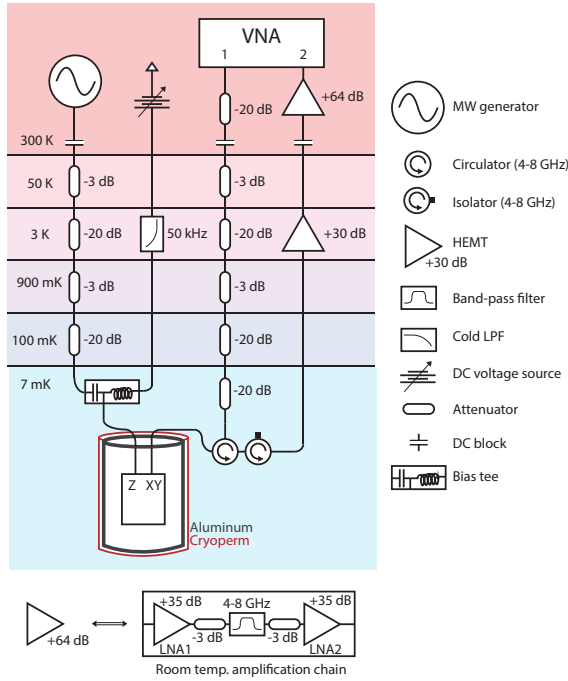 VNA
1 2
+64 dB
-20 dB
300 K
50 K
-3 dB
-3 dB
3 K
-20 dB
50 kHz
-20 dB
+30 dB
900 mK
-3 dB
-3 dB
100 mK
-20 dB
-20 dB
7 mK
-20 dB
Z XY
Aluminum
Cryoperm
MW generator
Circulator (4-8 GHz)
Isolator (4-8 GHz)
HEMT
+30 dB
Band-pass filter
Cold LPF
DC voltage source
Attenuator
DC block
Bias tee
+64 dB
+35 dB
4-8 GHz
+35 dB
-3 dB
-3 dB
LNA1
LNA2
Room temp. amplification chain